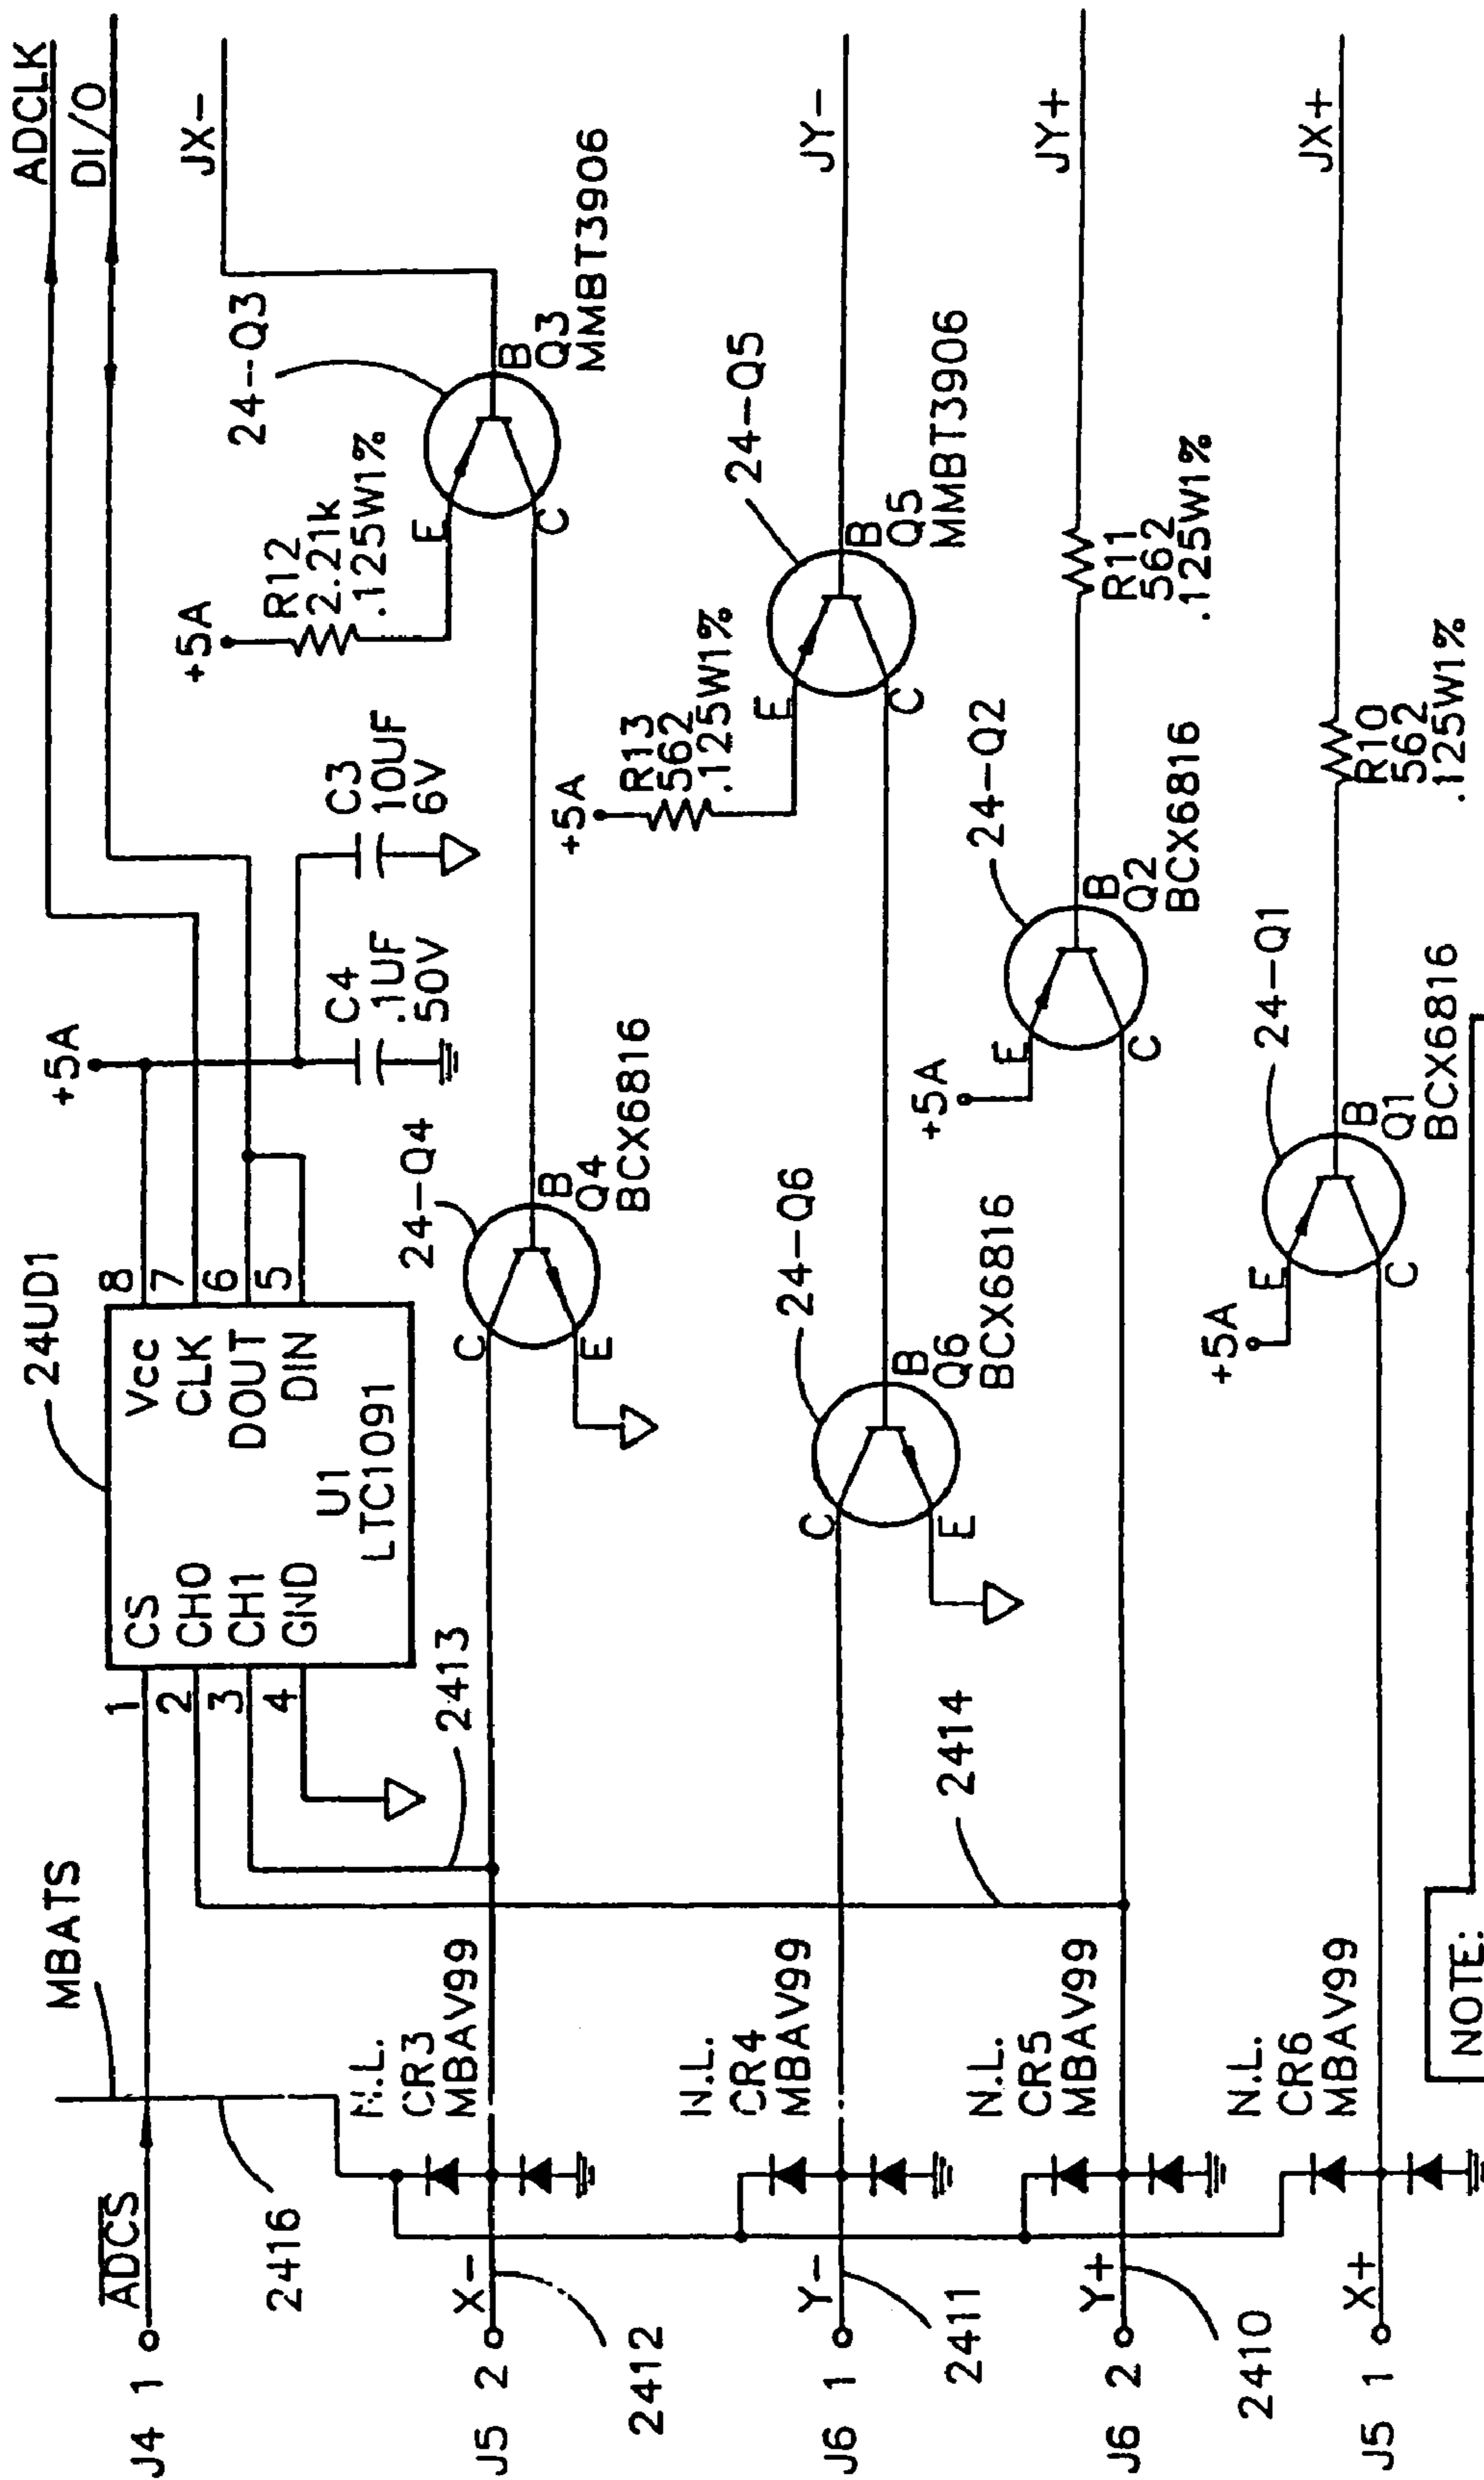 J4 1
ADCS
MBATS
2416
24UD1
1 CS
2 CH0
3 CH1
4 GND
Vcc 8
CLK 7
DOUT 6
DIN 5
U1
LTC1091
+5A
C4
.1UF
50V
C3
10UF
6V
ADCLK
DI/O
JX-
J5 2
X-
2412
N.L.
CR3
MBAV99
2413
24-Q4
C
E
B
Q4
BCX6816
+5A
R12
2.21k
.125W1%
24--Q3
E
C
B
Q3
MMBT3906
J6 1
Y-
2411
N.L.
CR4
MBAV99
24-Q6
C
E
B
Q6
BCX6816
+5A
R13
562
.125W1%
24-Q5
E
C
B
Q5
MMBT3906
JY-
J6 2
Y+
2410
N.L.
CR5
MBAV99
2414
+5A
24-Q2
E
C
B
Q2
BCX6816
R11
562
.125W1%
JY+
J5 1
X+
N.L.
CR6
MBAV99
+5A
24-Q1
E
C
B
Q1
BCX6816
R10
562
.125W1%
JX+
NOTE: